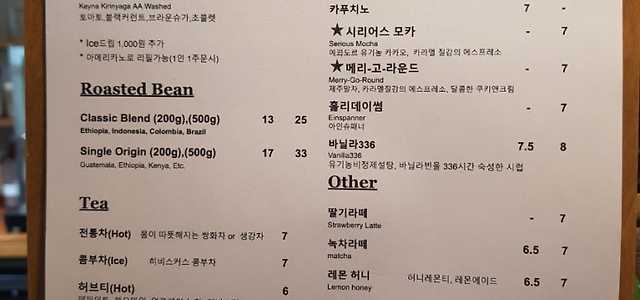 Keyna Kirinyaga AA Washed
토마토,블랙커런트,브라운슈가,초콜렛
* Ice드립 1,000원 추가
* 아메리카노로 리필가능(1인 1주문시)
Roasted Bean
Classic Blend (200g),(500g) 13 25
Ethiopia, Indonesia, Colombia, Brazil
Single Origin (200g),(500g) 17 33
Guatemala, Ethiopia, Kenya, Etc.
Tea
전통차(Hot) 몸이 따뜻해지는 쌍화차 or 생강차 7
콤부차(Ice) 히비스커스 콤부차 7
허브티(Hot) 6
카푸치노 7 -
★시리어스 모카 - 7
Serious Mocha
에콰도르 유기농 카카오, 카라멜 질감의 에스프레소
★메리-고-라운드 - 7
Merry-Go-Round
제주말차, 카라멜질감의 에스프레소, 달콤한 쿠키앤크림
홀리데이썸 - 7
Einspanner
아인슈패너
바닐라336 7.5 8
Vanilla336
유기농비정제설탕, 바닐라빈을 336시간 숙성한 시럽
Other
딸기라떼 - 7
Strawberry Latte
녹차라떼 6.5 7
matcha
레몬 허니 허니레몬티, 레몬에이드 6.5 7
Lemon honey